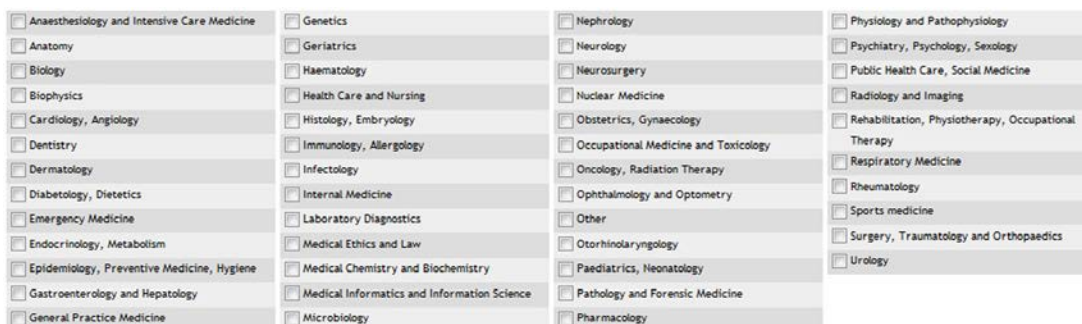 Anaesthesiology and Intensive Care Medicine
Anatomy
Biology
Biophysics
Cardiology, Angiology
Dentistry
Dermatology
Diabetology, Dietetics
Emergency Medicine
Endocrinology, Metabolism
Epidemiology, Preventive Medicine, Hygiene
Gastroenterology and Hepatology
General Practice Medicine
Genetics
Geriatrics
Haematology
Health Care and Nursing
Histology, Embryology
Immunology, Allergology
Infectology
Internal Medicine
Laboratory Diagnostics
Medical Ethics and Law
Medical Chemistry and Biochemistry
Medical Informatics and Information Science
Microbiology
Nephrology
Neurology
Neurosurgery
Nuclear Medicine
Obstetrics, Gynaecology
Occupational Medicine and Toxicology
Oncology, Radiation Therapy
Ophthalmology and Optometry
Other
Otorhinolaryngology
Paediatrics, Neonatology
Pathology and Forensic Medicine
Pharmacology
Physiology and Pathophysiology
Psychiatry, Psychology, Sexology
Public Health Care, Social Medicine
Radiology and Imaging
Rehabilitation, Physiotherapy, Occupational
Therapy
Respiratory Medicine
Rheumatology
Sports medicine
Surgery, Traumatology and Orthopaedics
Urology